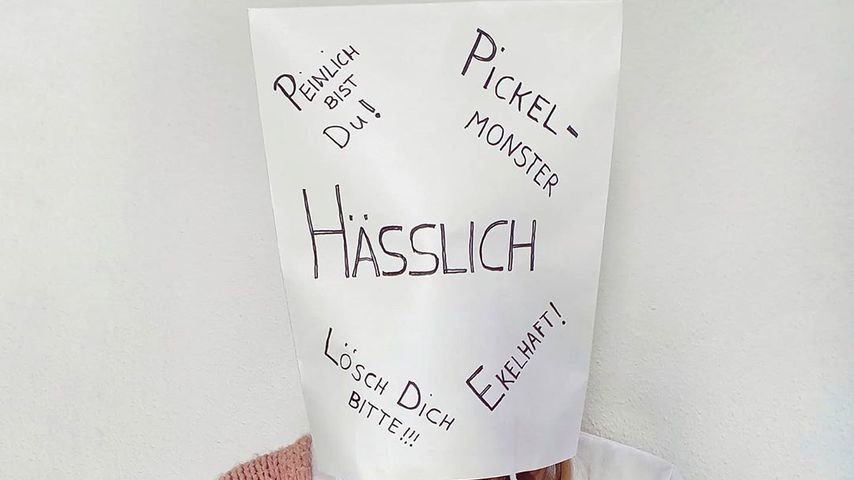 PEINLICH
BIST
DU!
PICKEL-
MONSTER
HÄSSLICH
LÖSCH DICH
BITTE!!!
EKELHAFT!